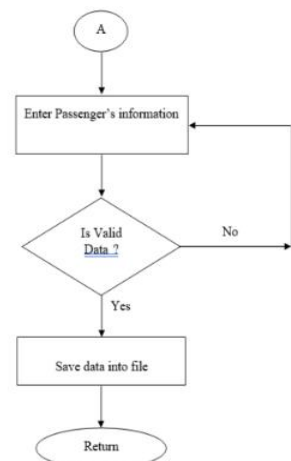 A
Enter Passenger's information
Is Valid
Data ?
No
Yes
Save data into file
Return